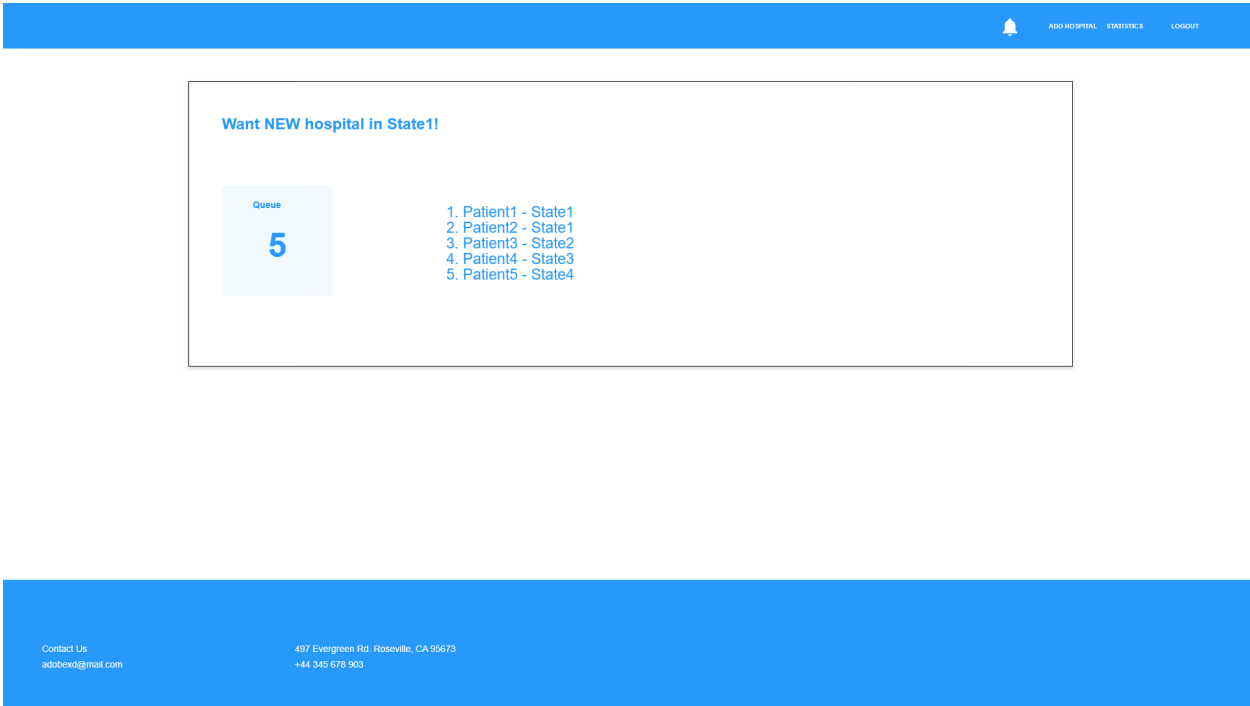 ADD HOSPITAL STATISTICS LOGOUT
Want NEW hospital in State1!
Queue
5
1. Patient1 - State1
2. Patient2 - State1
3. Patient3 - State2
4. Patient4 - State3
5. Patient5 - State4
Contact Us
adobexd@mail.com
497 Evergreen Rd. Roseville, CA 95673
+44 345 678 903